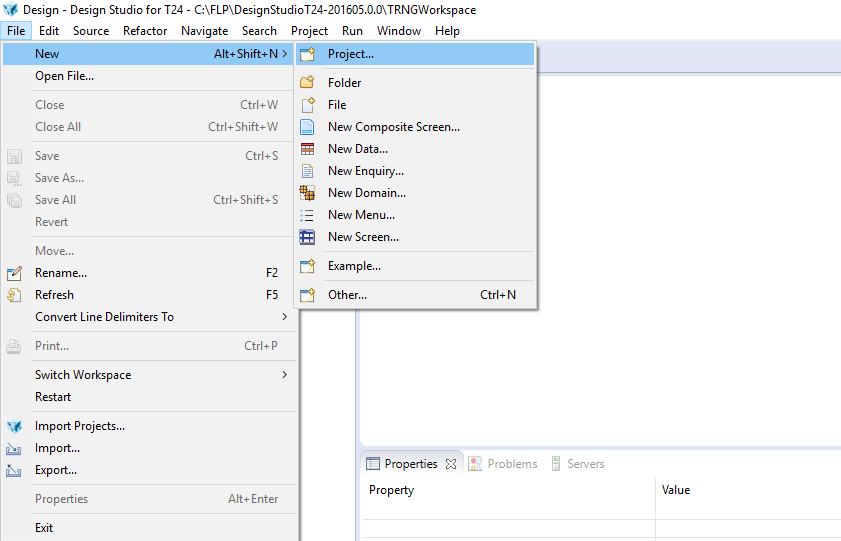 Design - Design Studio for T24 - C:\FLP\DesignStudioT24-201605.0.0\TRNGWorkspace
File Edit Source Refactor Navigate Search Project Run Window Help
New Alt+Shift+N
Open File...
Close Ctrl+W
Close All Ctrl+Shift+W
Save Ctrl+S
Save As...
Save All Ctrl+Shift+S
Revert
Move...
Rename... F2
Refresh F5
Convert Line Delimiters To
Print... Ctrl+P
Switch Workspace
Restart
Import Projects...
Import...
Export...
Properties Alt+Enter
Exit
Project...
Folder
File
New Composite Screen...
New Data...
New Enquiry...
New Domain...
New Menu...
New Screen...
Example...
Other... Ctrl+N
Properties Problems Servers
Property Value